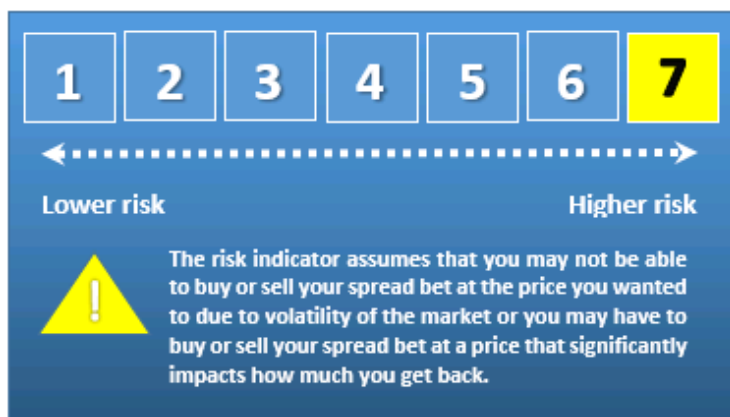 1 2 3 4 5 6 7
Lower risk Higher risk
!
The risk indicator assumes that you may not be able
to buy or sell your spread bet at the price you wanted
to due to volatility of the market or you may have to
buy or sell your spread bet at a price that significantly
impacts how much you get back.